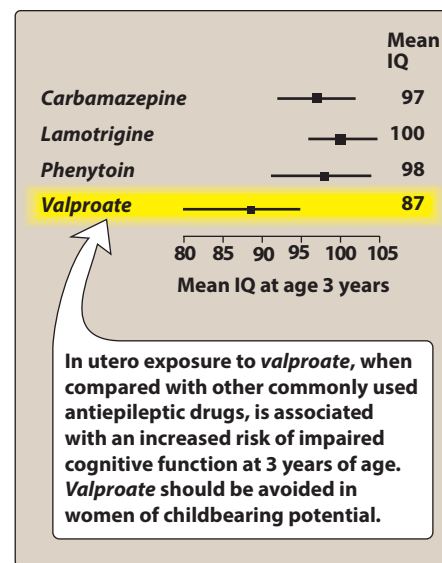 Mean
IQ
Carbamazepine 97
Lamotrigine 100
Phenytoin 98
Valproate 87
80 85 90 95 100 105
Mean IQ at age 3 years
In utero exposure to valproate, when
compared with other commonly used
antiepileptic drugs, is associated
with an increased risk of impaired
cognitive function at 3 years of age.
Valproate should be avoided in
women of childbearing potential.